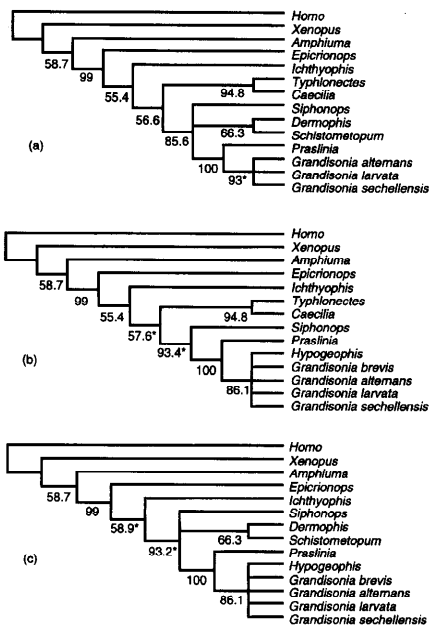 Homo
Xenopus
Amphiuma
58.7
Epicrionops
99
Ichthyophis
55.4
Typhlonectes
94.8
Caecilia
56.6
Siphonops
85.6
Dermophis
66.3
Schistometopum
(a)
Praslinia
100
Grandisonia alternans
93*
Grandisonia larvata
Grandisonia sechellensis
Homo
Xenopus
Amphiuma
58.7
Epicrionops
99
Ichthyophis
55.4
Typhlonectes
94.8
Caecilia
57.6*
Siphonops
93.4*
Praslinia
(b)
Hypogeophis
100
Grandisonia brevis
Grandisonia alternans
86.1
Grandisonia larvata
Grandisonia sechellensis
Homo
Xenopus
Amphiuma
58.7
Epicrionops
99
Ichthyophis
58.9*
Siphonops
Dermophis
66.3
Schistometopum
93.2*
Praslinia
(c)
Hypogeophis
100
Grandisonia brevis
Grandisonia alternans
86.1
Grandisonia larvata
Grandisonia sechellensis